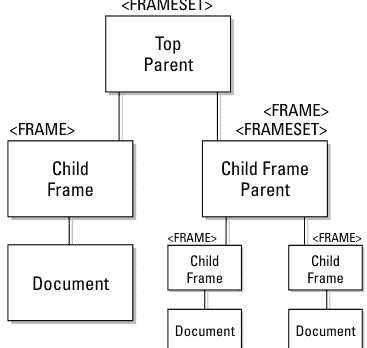 <FRAMESET>
Top
Parent
<FRAME>
<FRAMESET>
<FRAME>
Child
Frame
Child Frame
Parent
<FRAME>
<FRAME>
Child
Frame
Child
Frame
Document
Document
Document